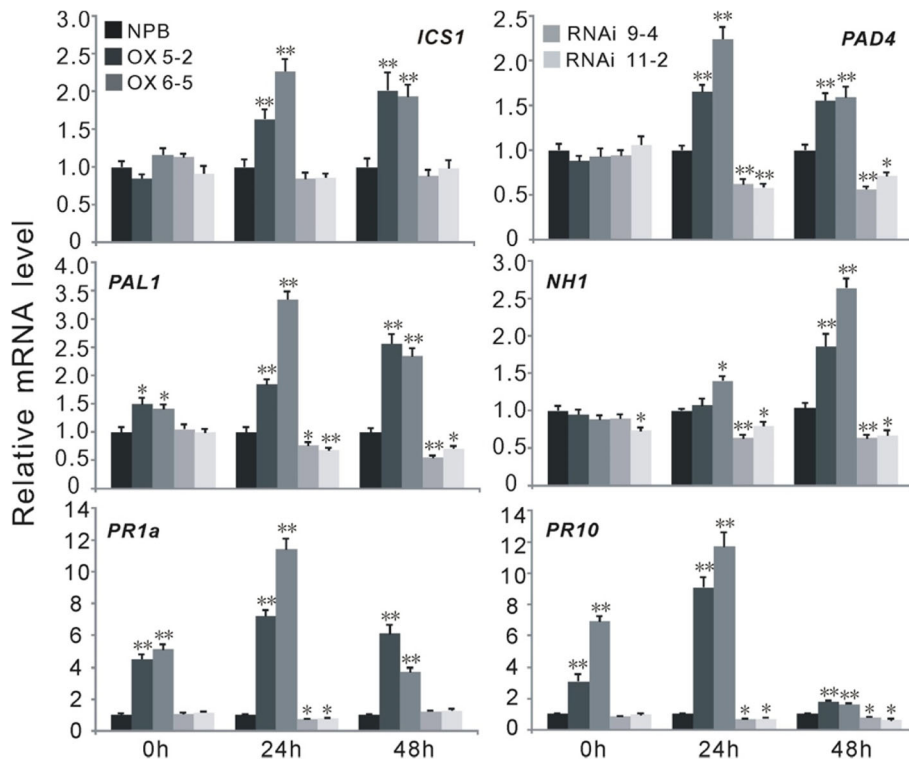 Relative mRNA level
NPB
OX 5-2
OX 6-5
ICS1
3.0
2.5
2.0
1.5
1.0
0.5
0
** ** ** **
RNAi 9-4
RNAi 11-2
PAD4
2.5
2.0
1.5
1.0
0.5
0
** ** ** ** ** ** ** *
PAL1
4.0
3.5
3.0
2.5
2.0
1.5
1.0
0.5
0
* * ** ** * ** ** ** ** *
NH1
3.0
2.5
2.0
1.5
1.0
0.5
0
* * ** * ** ** ** *
PR1a
14
12
10
8
6
4
2
0
** ** ** ** * * ** **
0h 24h 48h
PR10
14
12
10
8
6
4
2
0
** ** ** ** * * ** ** * *
0h 24h 48h